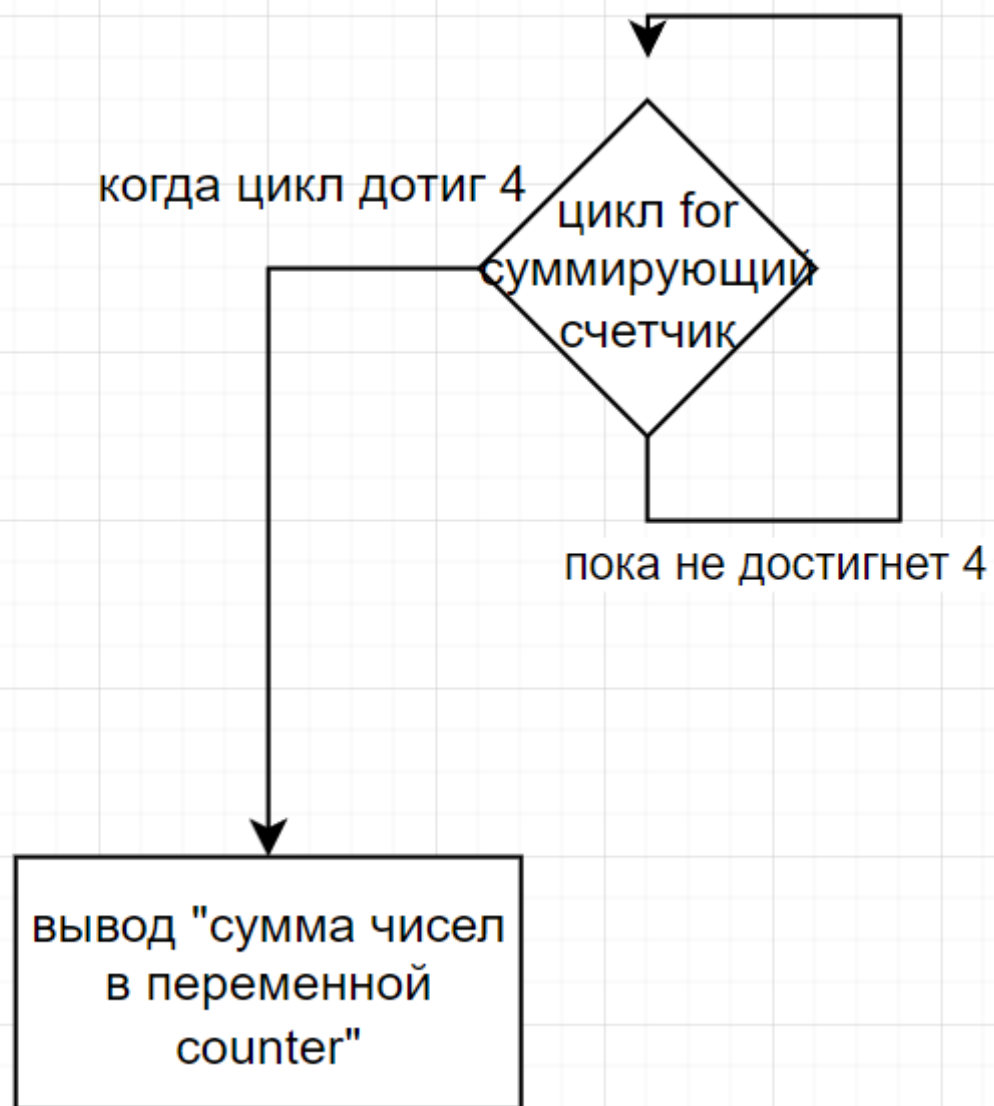 когда цикл дотиг 4
цикл for
суммирующий
счетчик
пока не достигнет 4
вывод "сумма чисел
в переменной
counter"